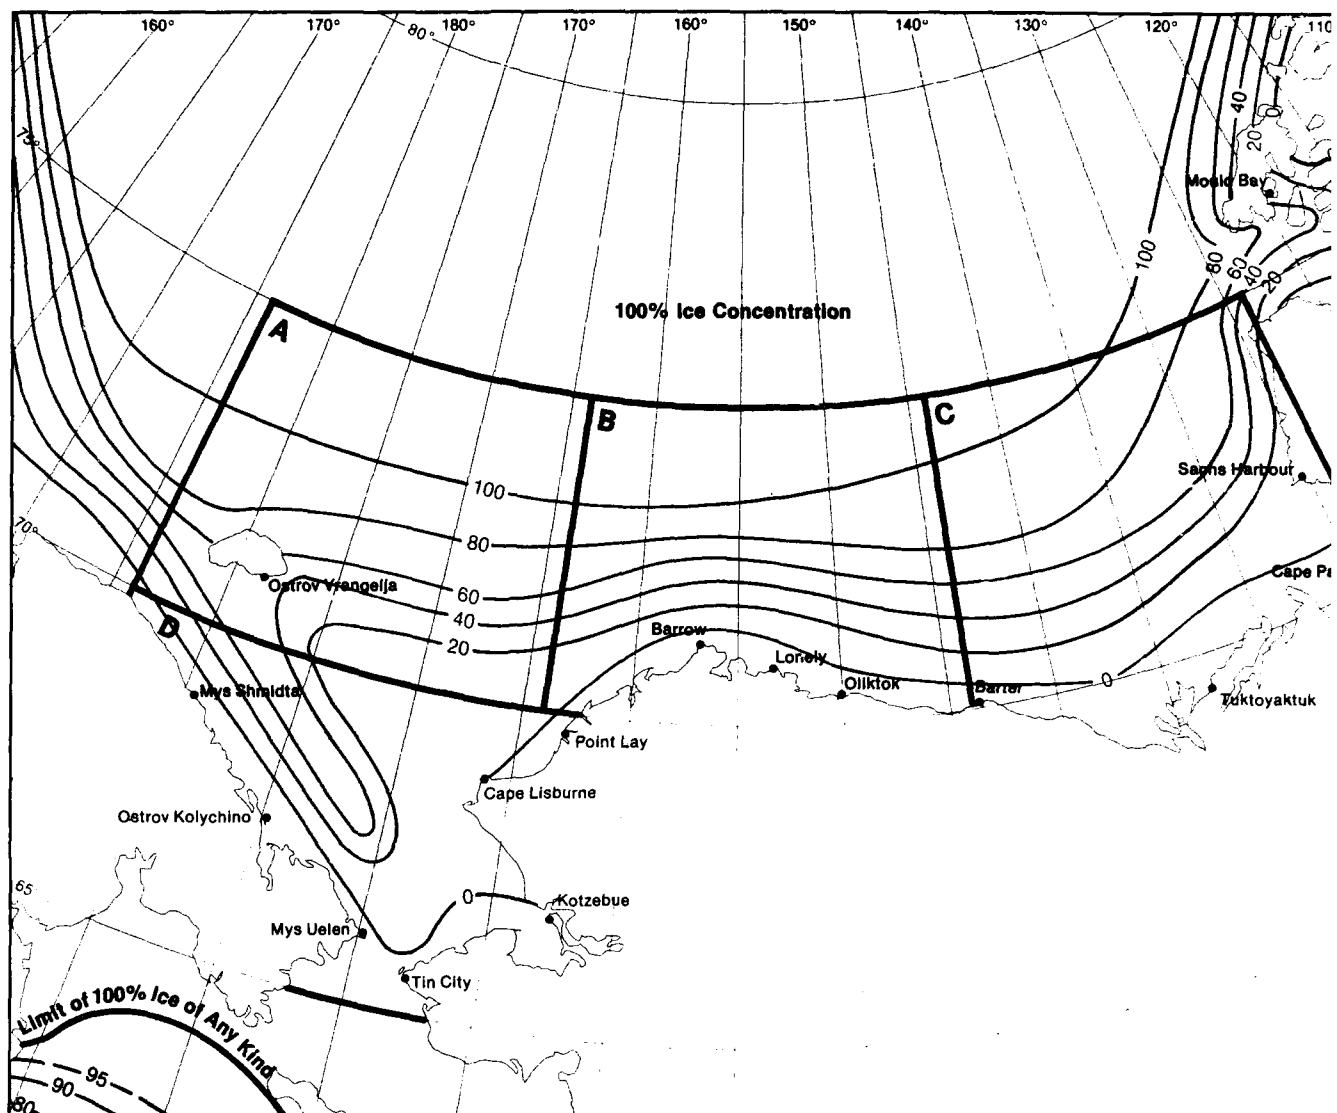 160° 170° 80° 180° 170° 160° 150° 140° 130° 120° 110
75°
40
0
20
Mould Bay
100
80
60
40
20
100% Ice Concentration
A
B
C
Sachs Harbour
100
70°
80
Ostrov Vrangelja
60
40
20
Cape Pa
D
Barrow
Lonely
Oliktok
Barter
0
Tuktoyaktuk
Mys Shmidta
Point Lay
Cape Lisburne
Ostrov Kolychino
65
0
Kotzebue
Mys Uelen
Tin City
Limit of 100% Ice of Any Kind
95
90
80